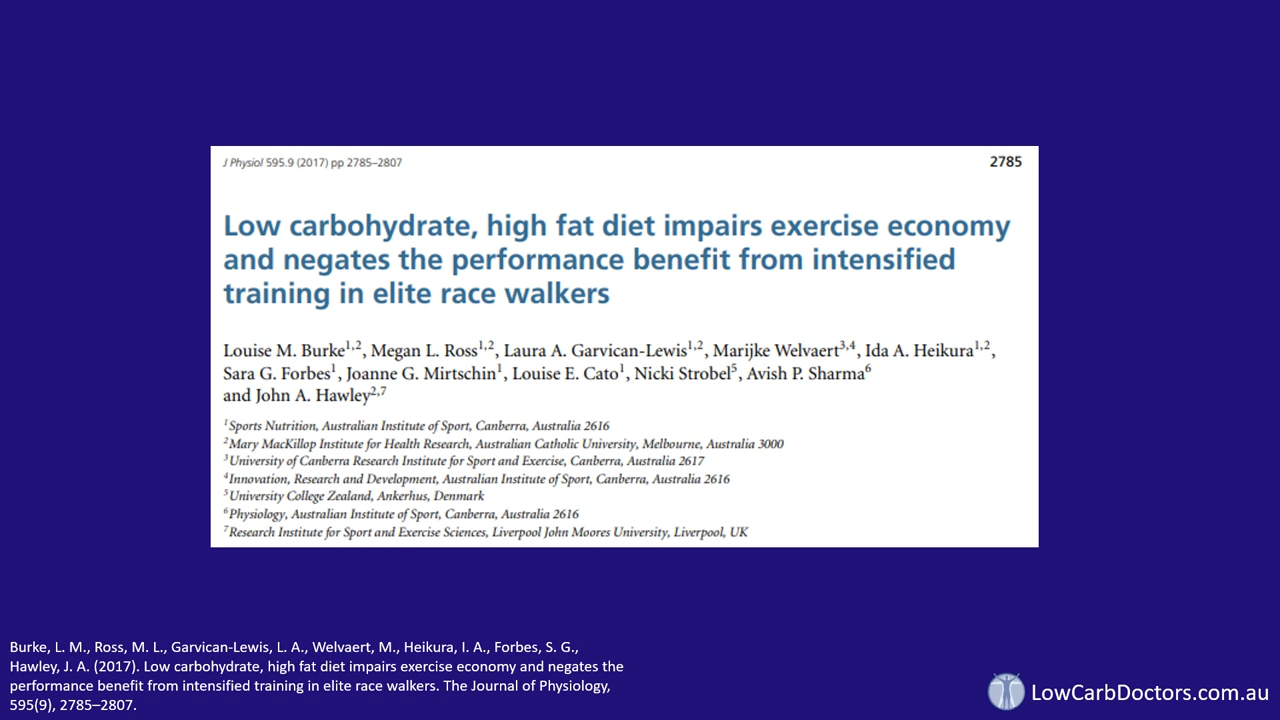 J Physiol 595.9 (2017) pp 2785–2807
2785
Low carbohydrate, high fat diet impairs exercise economy
and negates the performance benefit from intensified
training in elite race walkers
Louise M. Burke1,2, Megan L. Ross1,2, Laura A. Garvican-Lewis1,2, Marijke Welvaert3,4, Ida A. Heikura1,2,
Sara G. Forbes1, Joanne G. Mirtschin1, Louise E. Cato1, Nicki Strobel5, Avish P. Sharma6
and John A. Hawley2,7
1Sports Nutrition, Australian Institute of Sport, Canberra, Australia 2616
2Mary MacKillop Institute for Health Research, Australian Catholic University, Melbourne, Australia 3000
3University of Canberra Research Institute for Sport and Exercise, Canberra, Australia 2617
4Innovation, Research and Development, Australian Institute of Sport, Canberra, Australia 2616
5University College Zealand, Ankerhus, Denmark
6Physiology, Australian Institute of Sport, Canberra, Australia 2616
7Research Institute for Sport and Exercise Sciences, Liverpool John Moores University, Liverpool, UK
Burke, L. M., Ross, M. L., Garvican-Lewis, L. A., Welvaert, M., Heikura, I. A., Forbes, S. G.,
Hawley, J. A. (2017). Low carbohydrate, high fat diet impairs exercise economy and negates the
performance benefit from intensified training in elite race walkers. The Journal of Physiology,
595(9), 2785–2807.
LowCarbDoctors.com.au